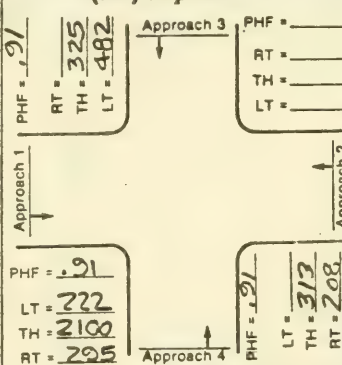 Approach 3
PHF = .91
RT =
TH = 325
LT = 482
PHF =
RT =
TH =
LT =
Approach 1
Approach 2
PHF = .91
LT = 222
TH = 2100
RT = 295
Approach 4
PHF = .91
LT =
TH = 313
RT = 208